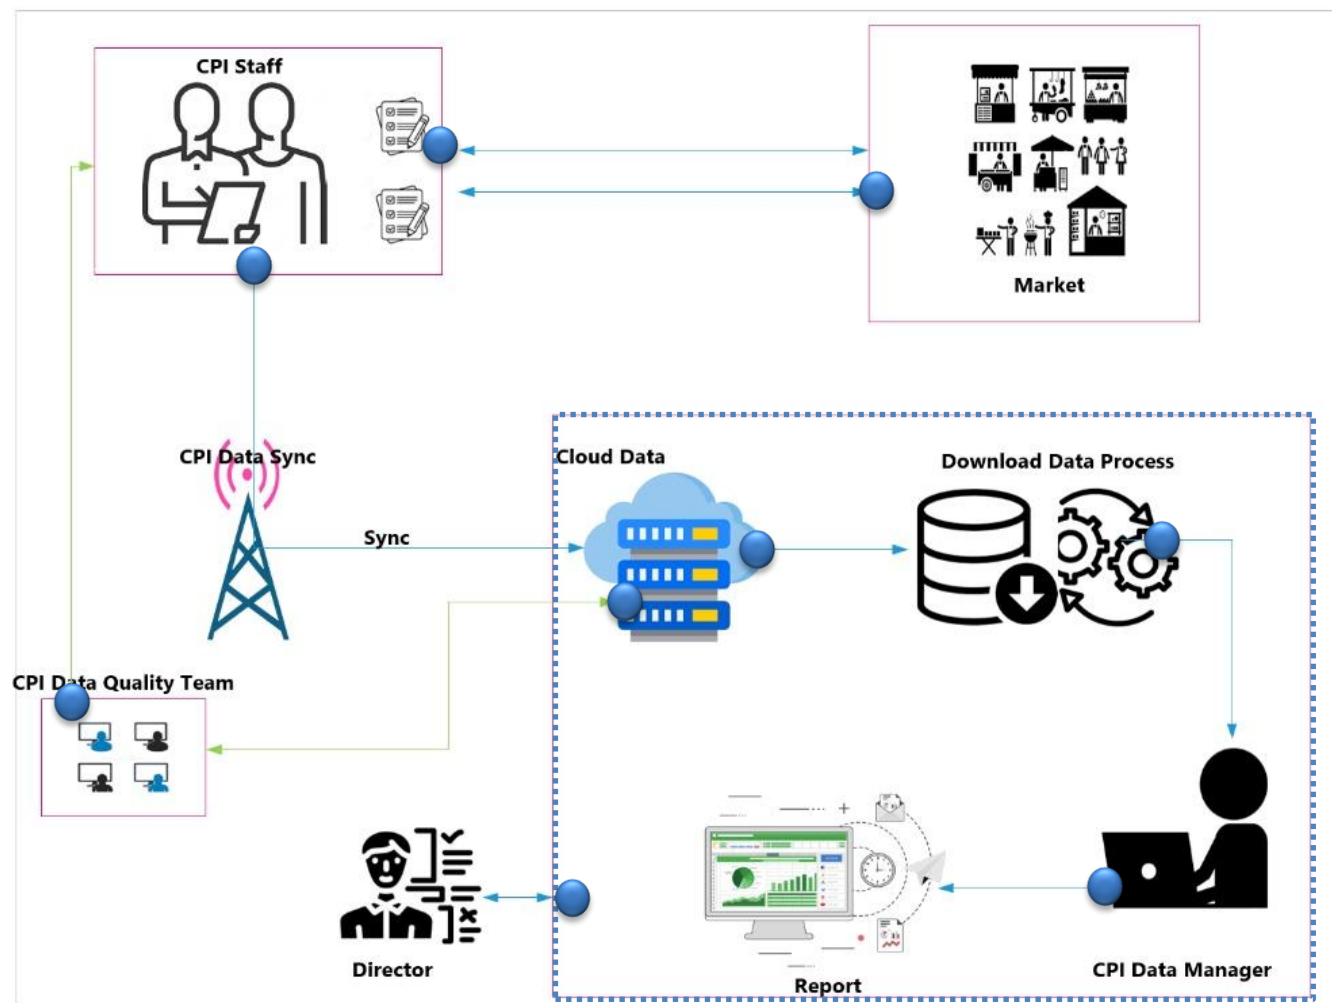 CPI Staff
Market
CPI Data Sync
Cloud Data
Download Data Process
Sync
CPI Data Quality Team
Director
Report
CPI Data Manager